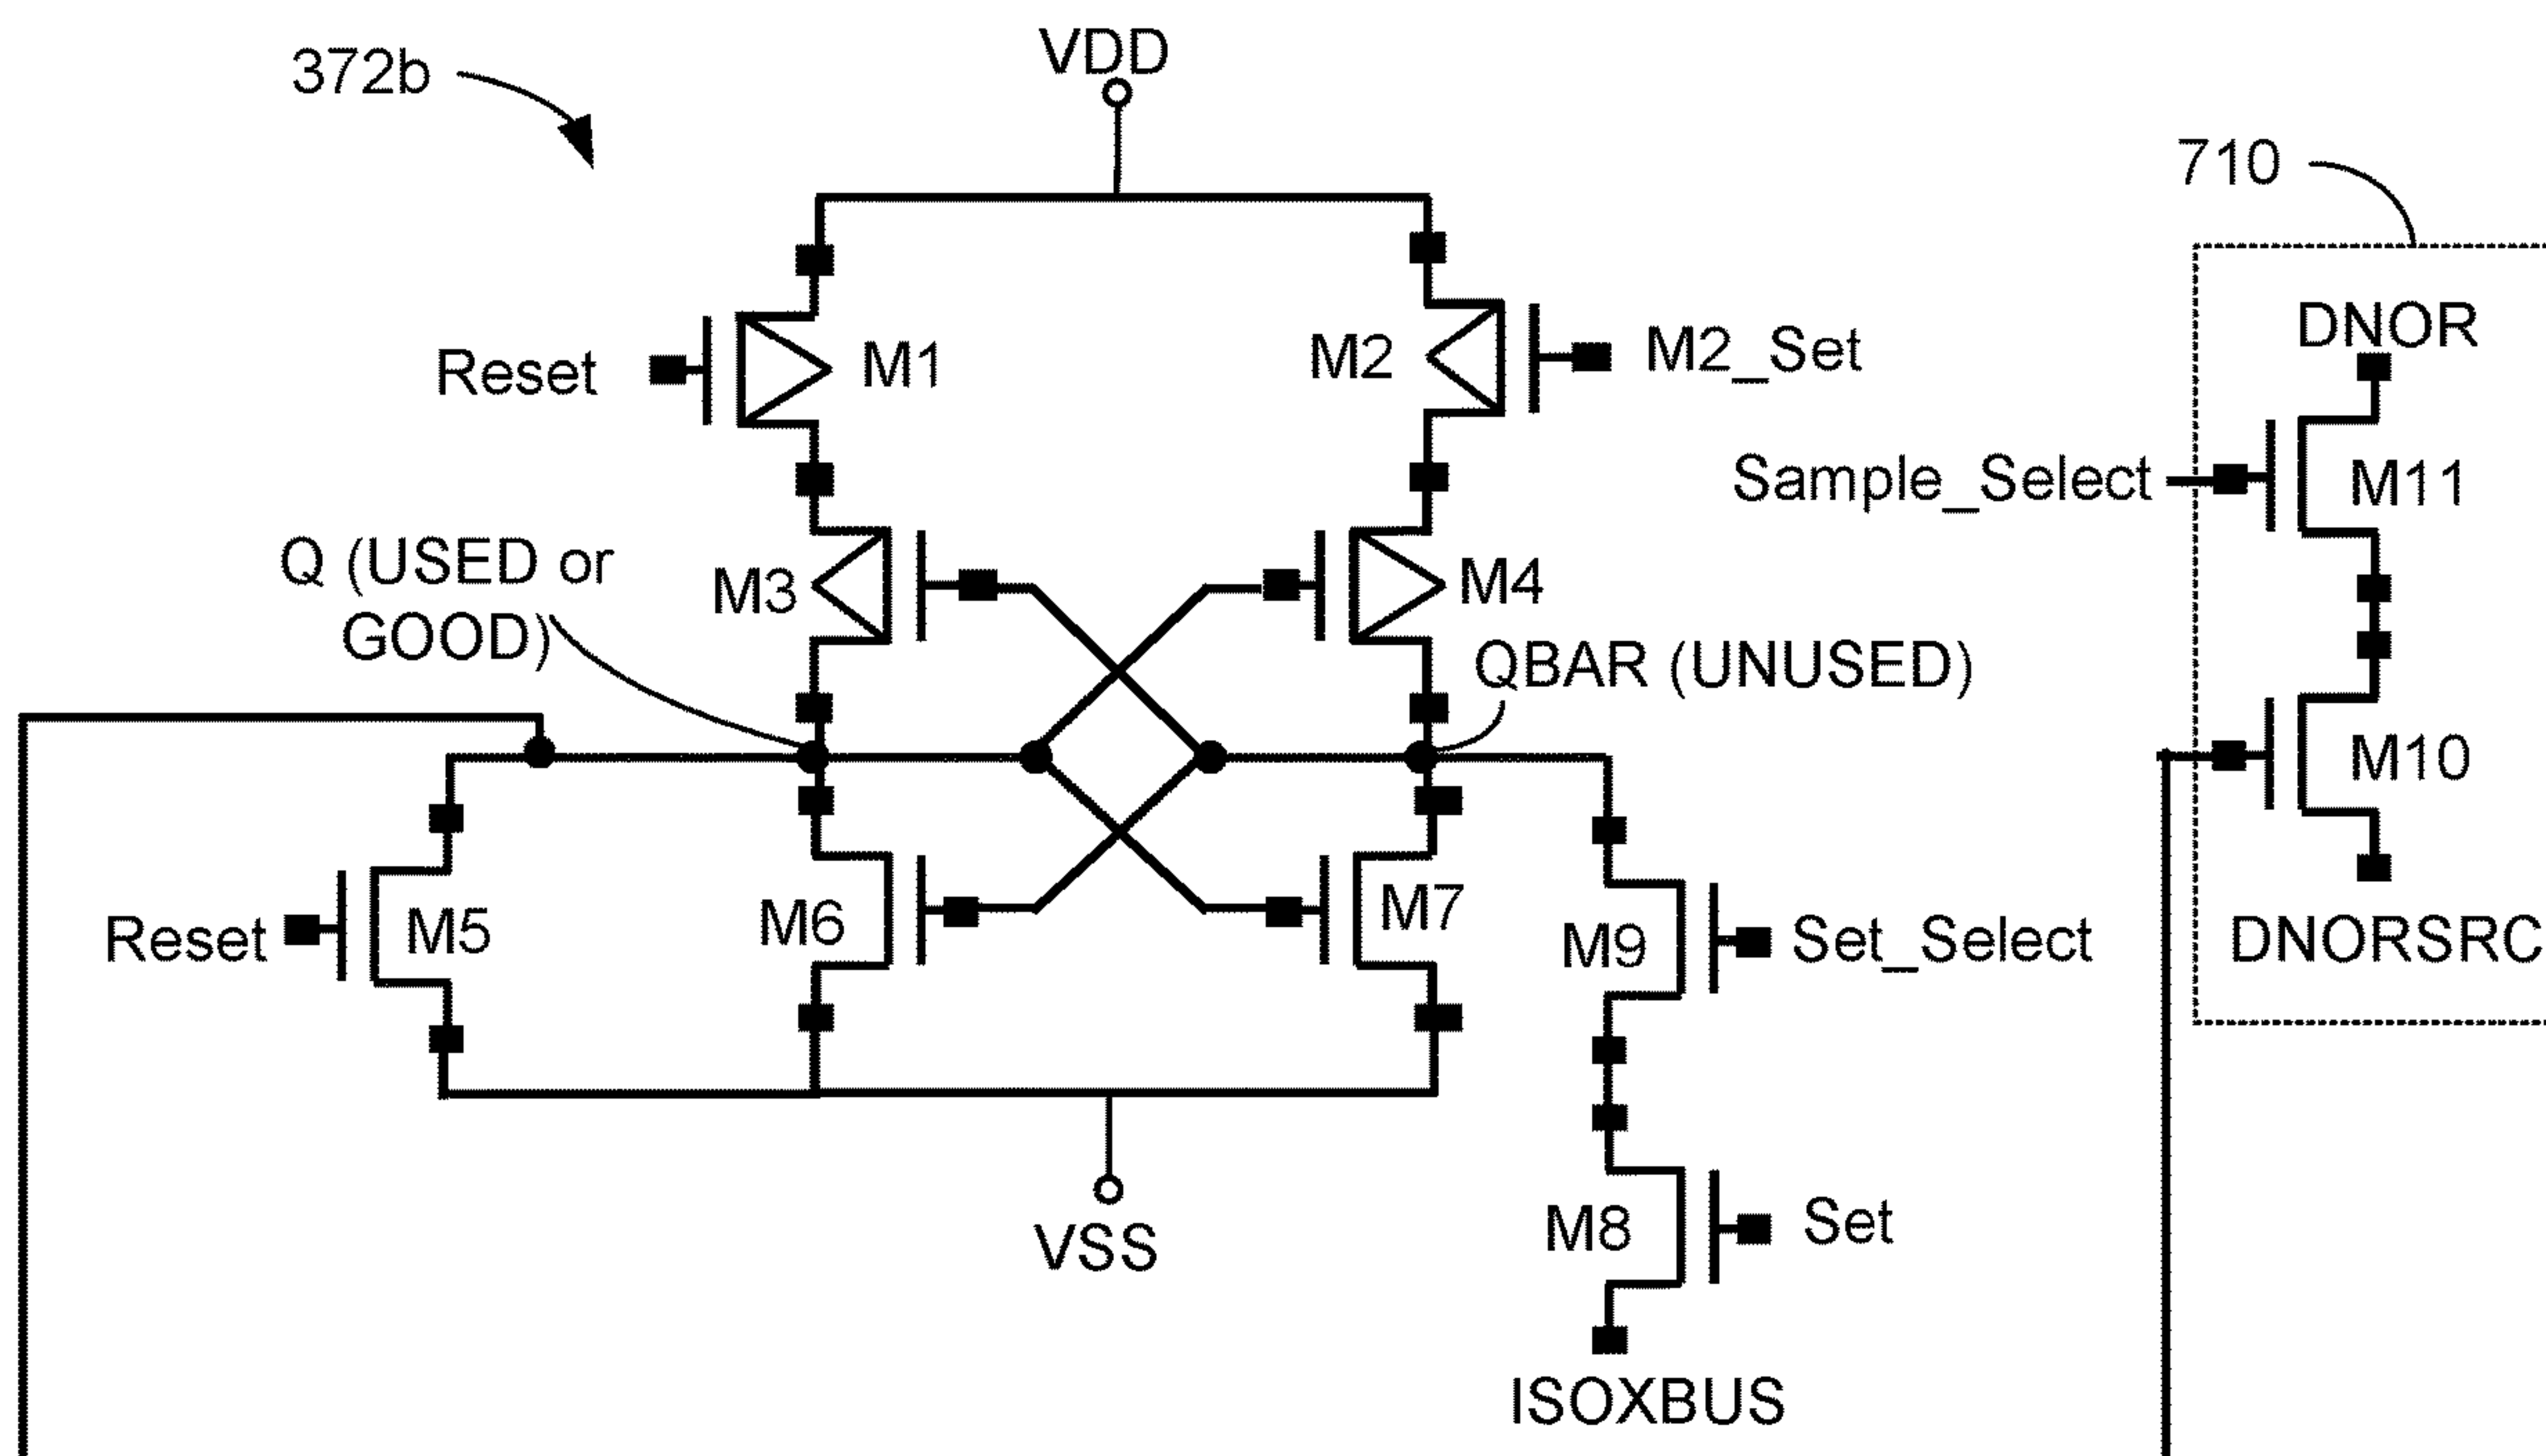 372b
VDD
710
Reset
M1
M2
M2_Set
DNOR
Sample_Select
M11
Q (USED or
GOOD)
M3
M4
QBAR (UNUSED)
M10
Reset
M5
M6
M7
M9
Set_Select
DNORSRC
VSS
M8
Set
ISOXBUS